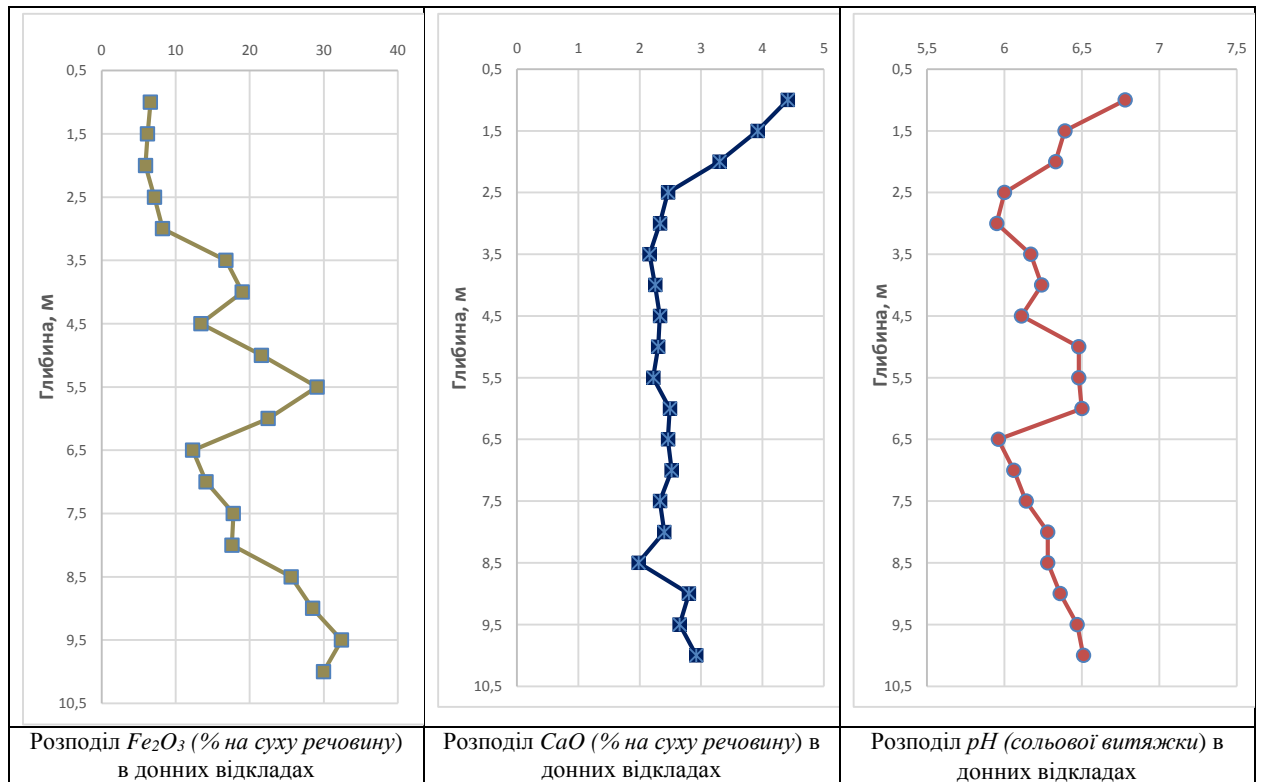 0 10 20 30 40
0,5
1,5
2,5
3,5
4,5
5,5
6,5
7,5
8,5
9,5
10,5
Глибина, м
Розподіл Fe₂O₃ (% на суху речовину)
в донних відкладах
0 1 2 3 4 5
0,5
1,5
2,5
3,5
4,5
5,5
6,5
7,5
8,5
9,5
10,5
Глибина, м
Розподіл CaO (% на суху речовину) в
донних відкладах
5,5 6 6,5 7 7,5
0,5
1,5
2,5
3,5
4,5
5,5
6,5
7,5
8,5
9,5
10,5
Глибина, м
Розподіл pH (сольової витяжки) в
донних відкладах